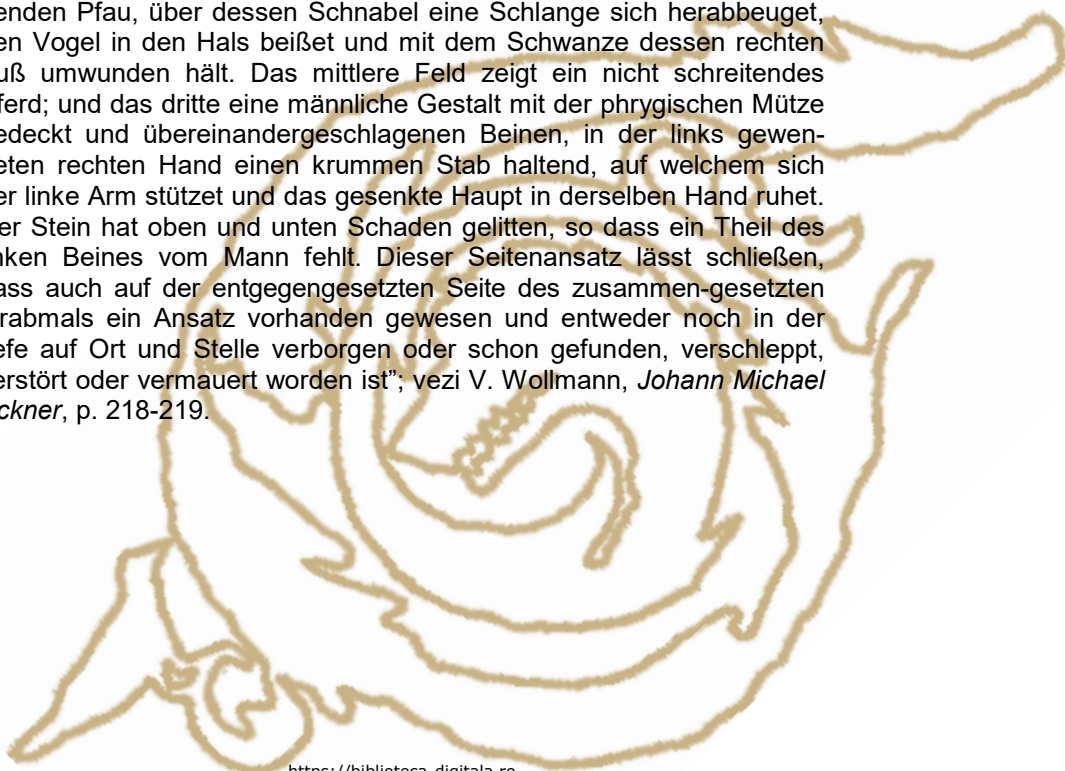 enden Pfau, über dessen Schnabel eine Schlange sich herabbeuget,
en Vogel in den Hals beißet und mit dem Schwanze dessen rechten
uß umwunden hält. Das mittlere Feld zeigt ein nicht schreitendes
ferd; und das dritte eine männliche Gestalt mit der phrygischen Mütze
edeckt und übereinandergeschlagenen Beinen, in der links gewen-
eten rechten Hand einen krummen Stab haltend, auf welchem sich
er linke Arm stützet und das gesenkte Haupt in derselben Hand ruhet.
er Stein hat oben und unten Schaden gelitten, so dass ein Theil des
nken Beines vom Mann fehlt. Dieser Seitenansatz lässt schließen,
ass auch auf der entgegengesetzten Seite des zusammen-gesetzten
rabmals ein Ansatz vorhanden gewesen und entweder noch in der
efe auf Ort und Stelle verborgen oder schon gefunden, verschleppt,
erstört oder vermauert worden ist”; vezi V. Wollmann, Johann Michael
ckner, p. 218-219.
https://biblioteca-digitala.ro